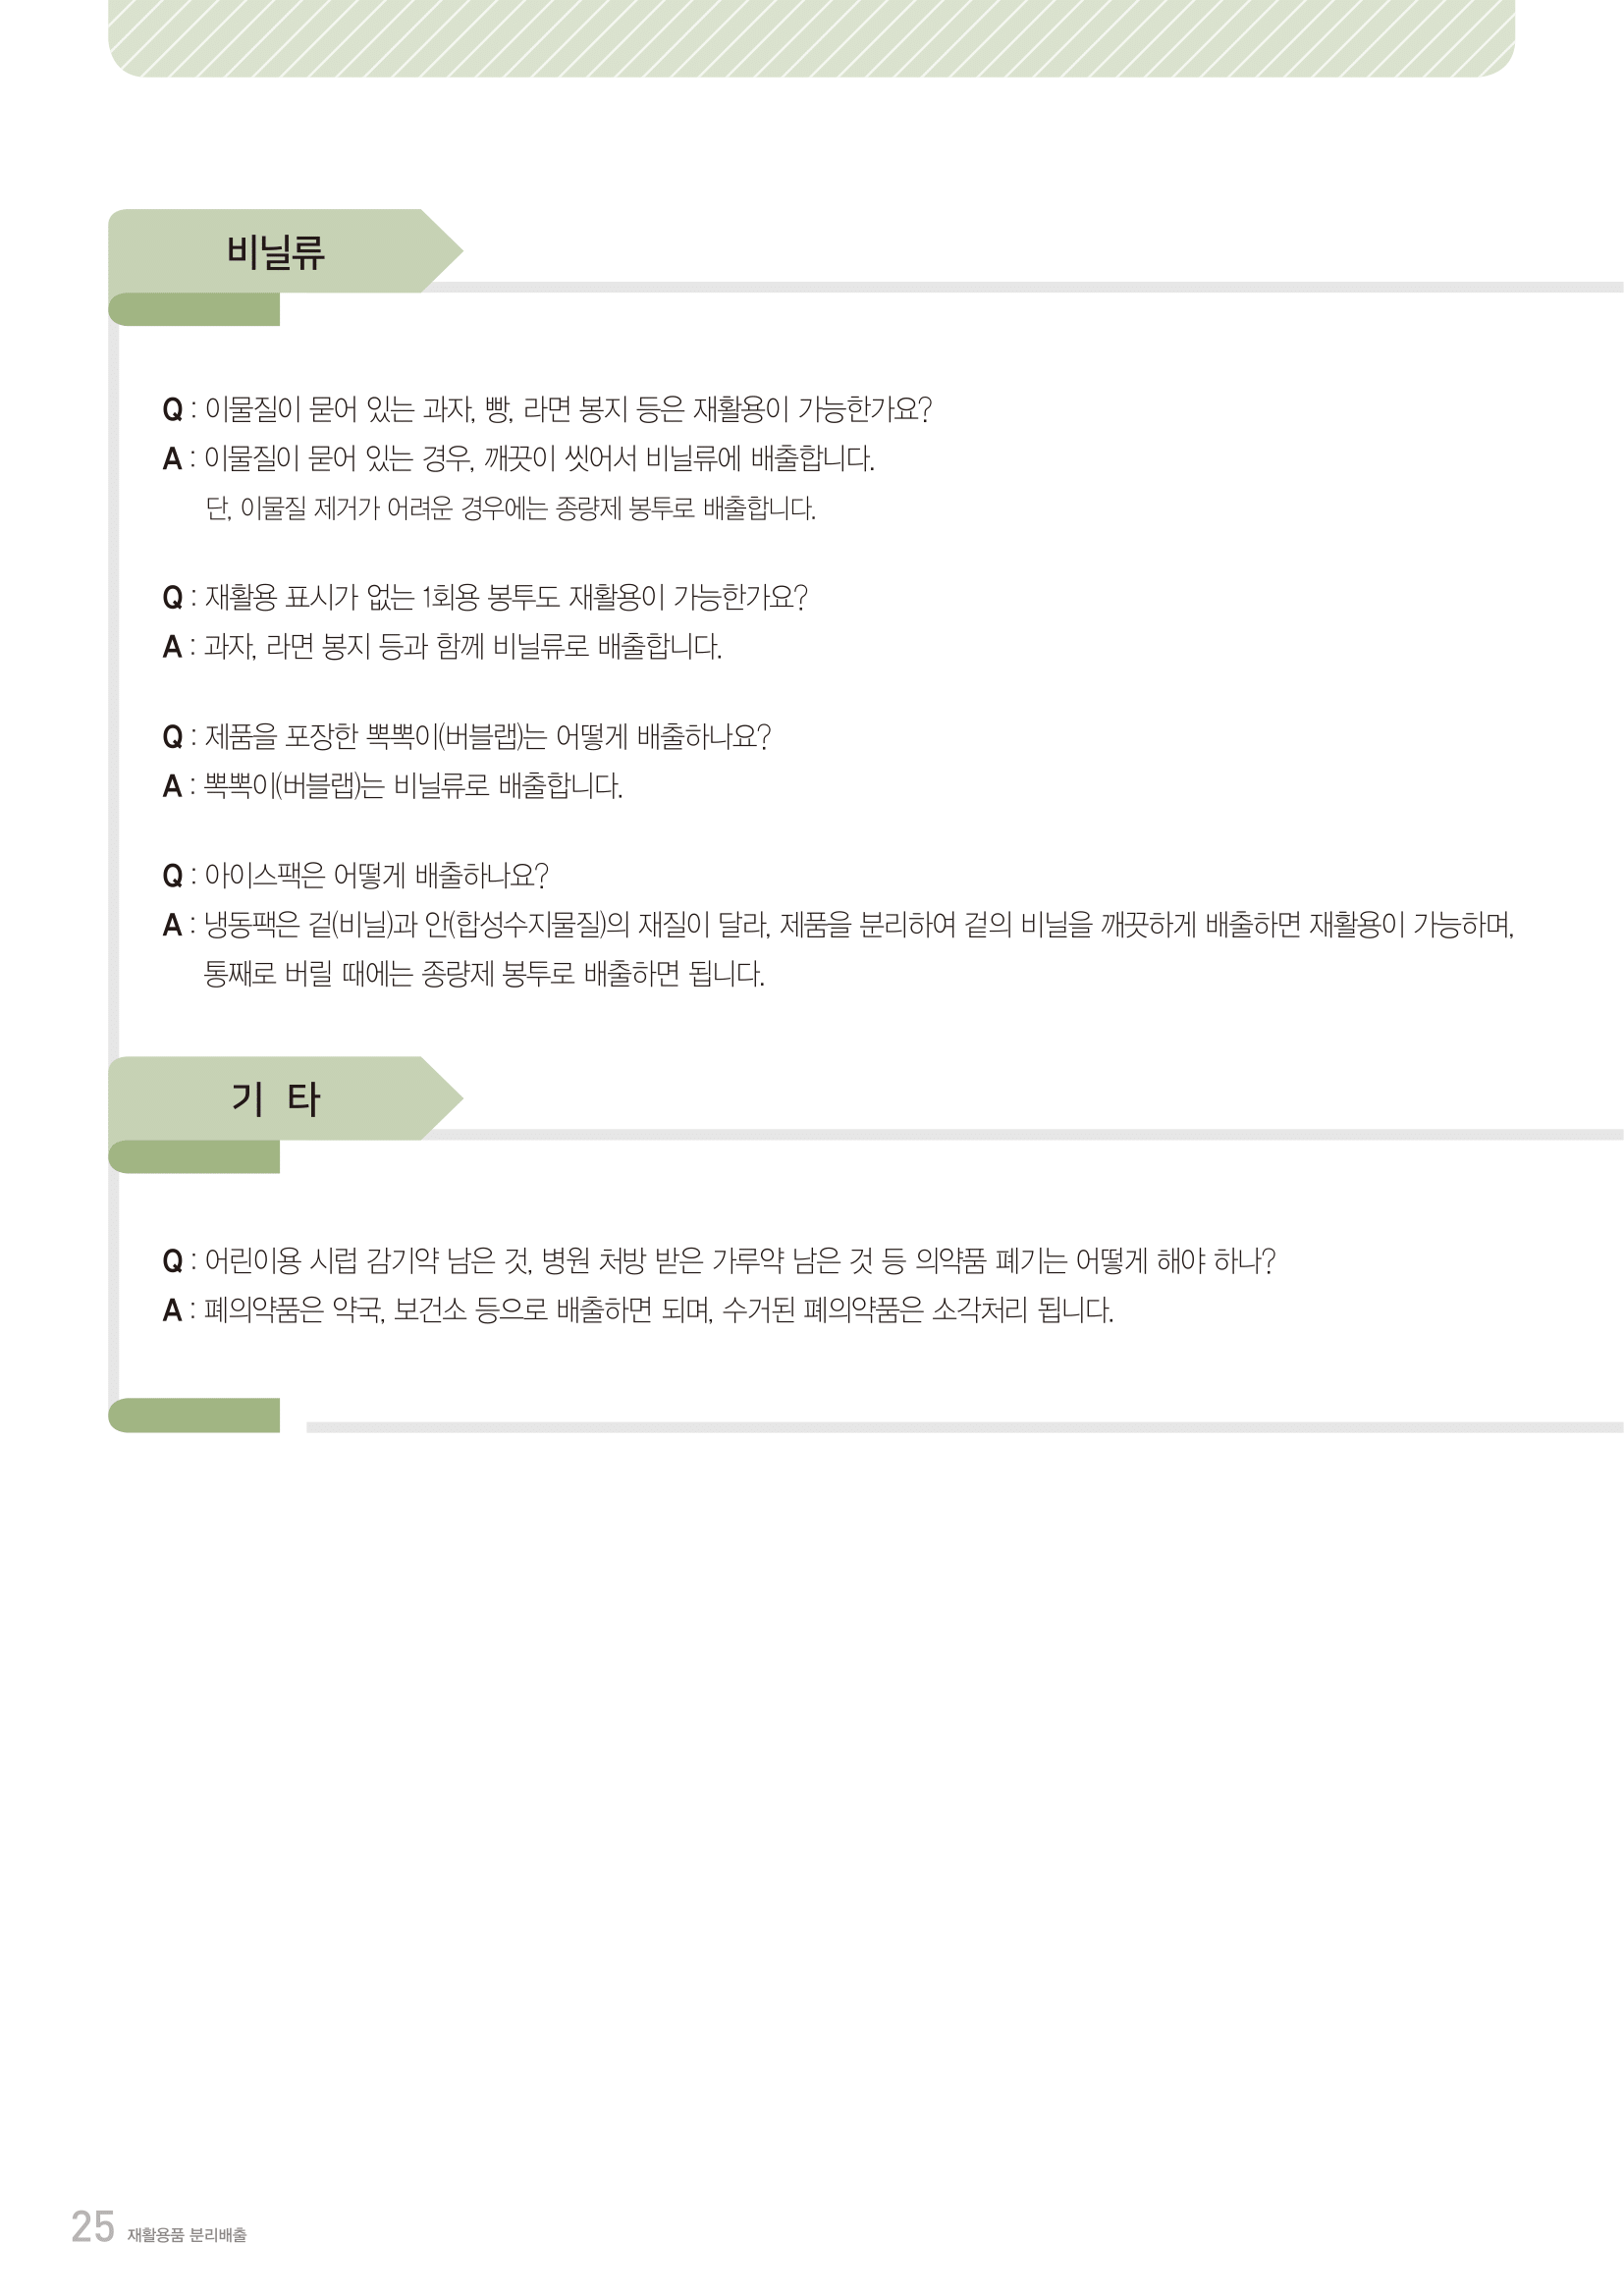 비닐류
Q : 이물질이 묻어 있는 과자, 빵, 라면 봉지 등은 재활용이 가능한가요?
A : 이물질이 묻어 있는 경우, 깨끗이 씻어서 비닐류에 배출합니다.
단, 이물질 제거가 어려운 경우에는 종량제 봉투로 배출합니다.
Q : 재활용 표시가 없는 1회용 봉투도 재활용이 가능한가요?
A : 과자, 라면 봉지 등과 함께 비닐류로 배출합니다.
Q : 제품을 포장한 뽁뽁이(버블랩)는 어떻게 배출하나요?
A : 뽁뽁이(버블랩)는 비닐류로 배출합니다.
Q : 아이스팩은 어떻게 배출하나요?
A : 냉동팩은 겉(비닐)과 안(합성수지물질)의 재질이 달라, 제품을 분리하여 겉의 비닐을 깨끗하게 배출하면 재활용이 가능하며,
통째로 버릴 때에는 종량제 봉투로 배출하면 됩니다.
기 타
Q : 어린이용 시럽 감기약 남은 것, 병원 처방 받은 가루약 남은 것 등 의약품 폐기는 어떻게 해야 하나?
A : 폐의약품은 약국, 보건소 등으로 배출하면 되며, 수거된 폐의약품은 소각처리 됩니다.
25 재활용품 분리배출